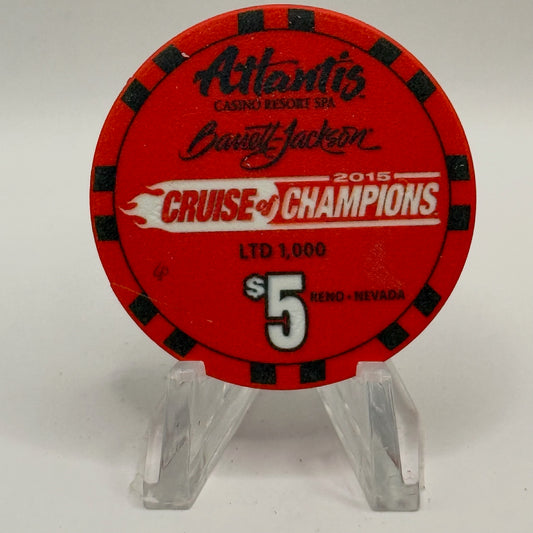 Atlantis
CASINO RESORT SPA
Barrett-Jackson
2015
CRUISE of CHAMPIONS
LTD 1,000
$5
RENO • NEVADA